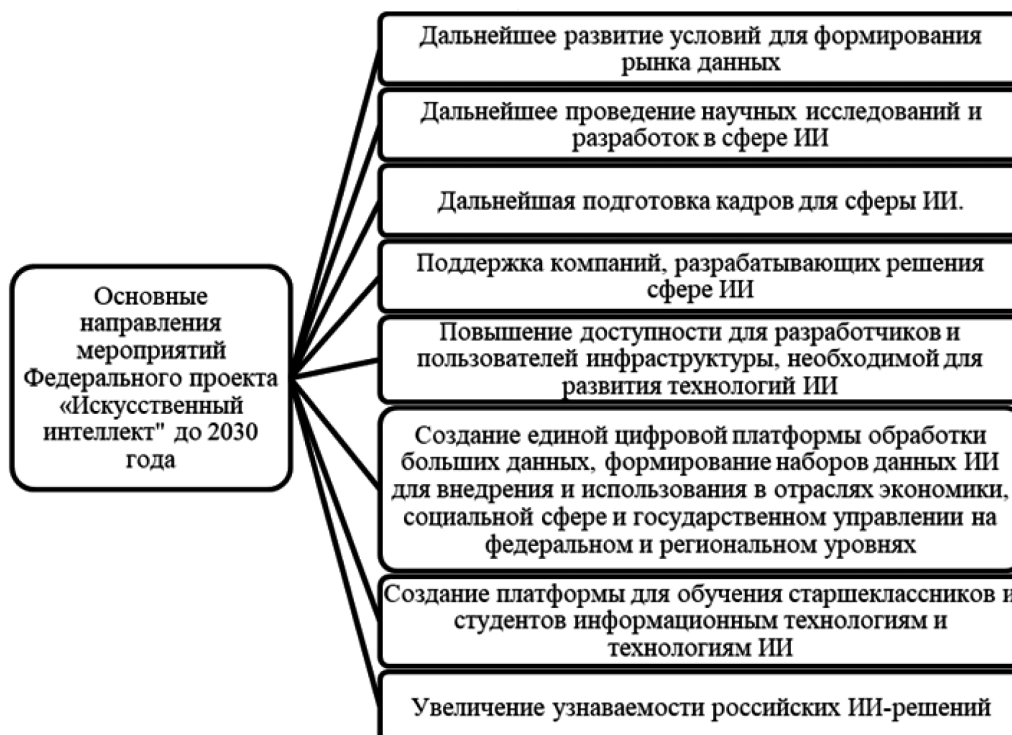 Основные
направления
мероприятий
Федерального проекта
«Искусственный
интеллект" до 2030
года
Дальнейшее развитие условий для формирования
рынка данных
Дальнейшее проведение научных исследований и
разработок в сфере ИИ
Дальнейшая подготовка кадров для сферы ИИ.
Поддержка компаний, разрабатывающих решения
сфере ИИ
Повышение доступности для разработчиков и
пользователей инфраструктуры, необходимой для
развития технологий ИИ
Создание единой цифровой платформы обработки
больших данных, формирование наборов данных ИИ
для внедрения и использования в отраслях экономики,
социальной сфере и государственном управлении на
федеральном и региональном уровнях
Создание платформы для обучения старшеклассников и
студентов информационным технологиям и
технологиям ИИ
Увеличение узнаваемости российских ИИ-решений